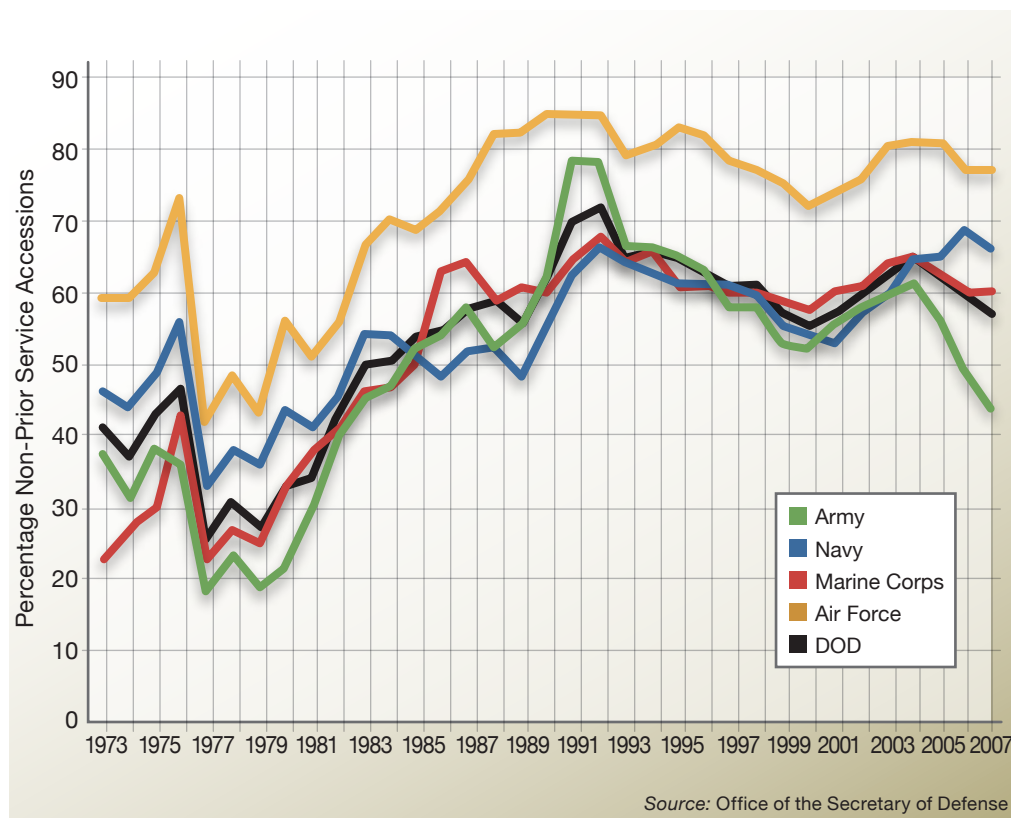 Percentage Non-Prior Service Accessions
90
80
70
60
50
40
30
20
10
0
1973 1975 1977 1979 1981 1983 1985 1987 1989 1991 1993 1995 1997 1999 2001 2003 2005 2007
Army
Navy
Marine Corps
Air Force
DOD
Source: Office of the Secretary of Defense